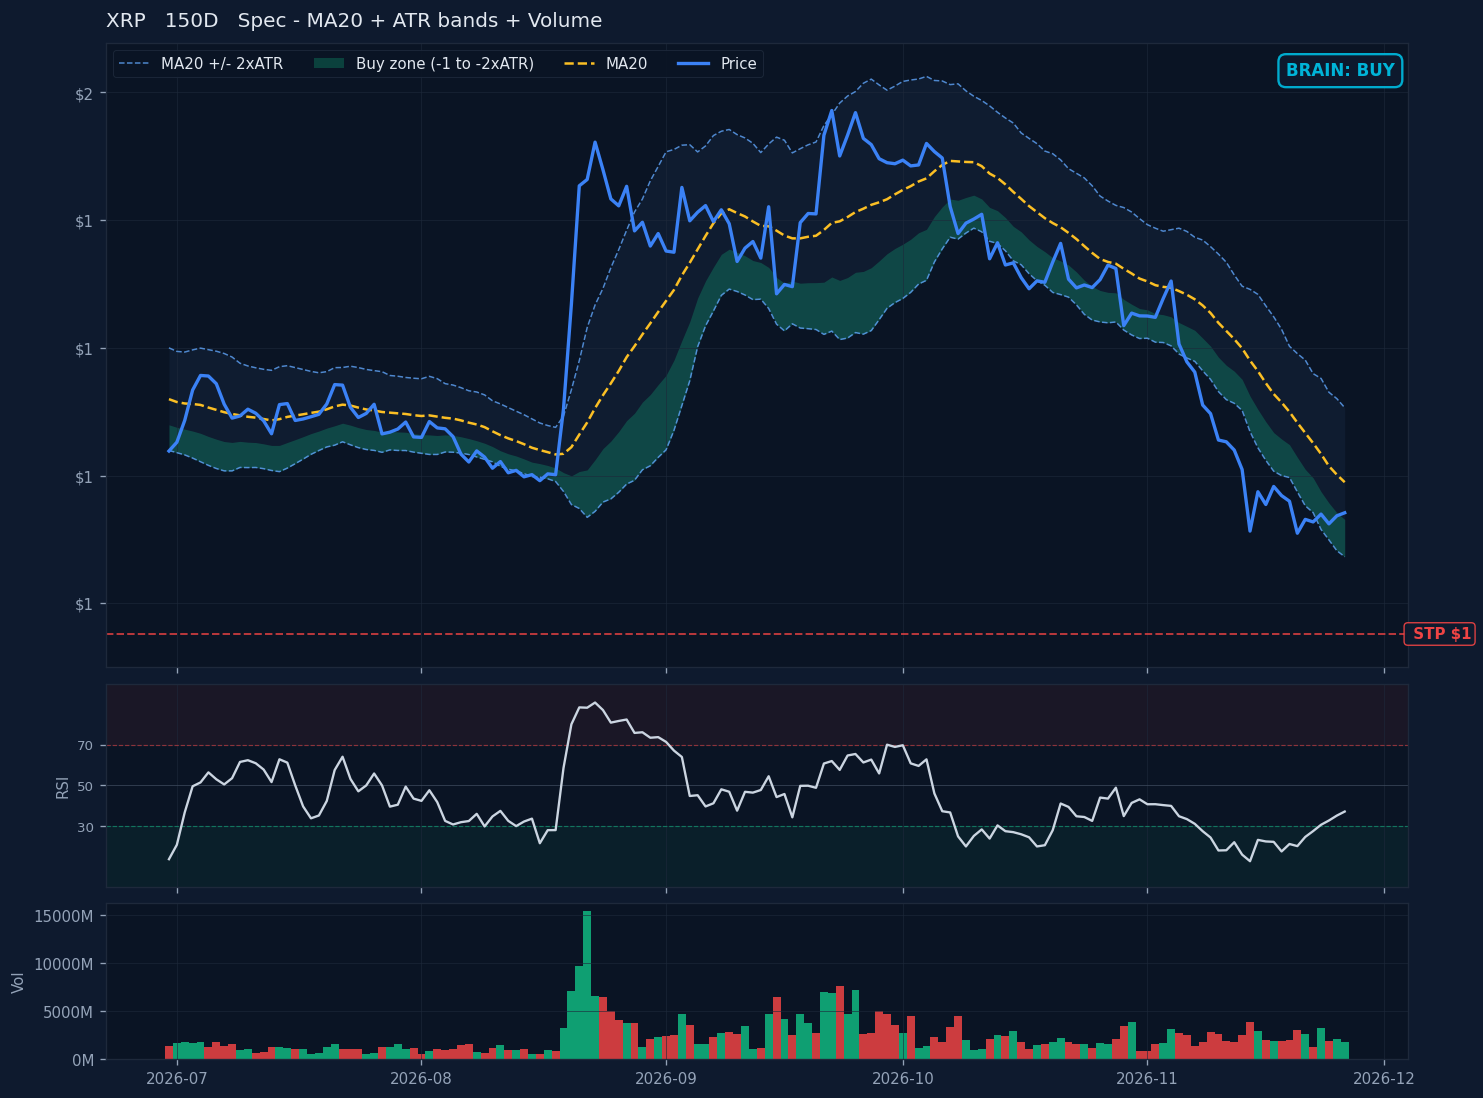 XRP   150D   Spec - MA20 + ATR bands + Volume
MA20 +/- 2xATR
Buy zone (-1 to -2xATR)
MA20
Price
BRAIN: BUY
$2
$1
$1
$1
$1
STP $1
RSI
70
50
30
Vol
15000M
10000M
5000M
0M
2026-07
2026-08
2026-09
2026-10
2026-11
2026-12